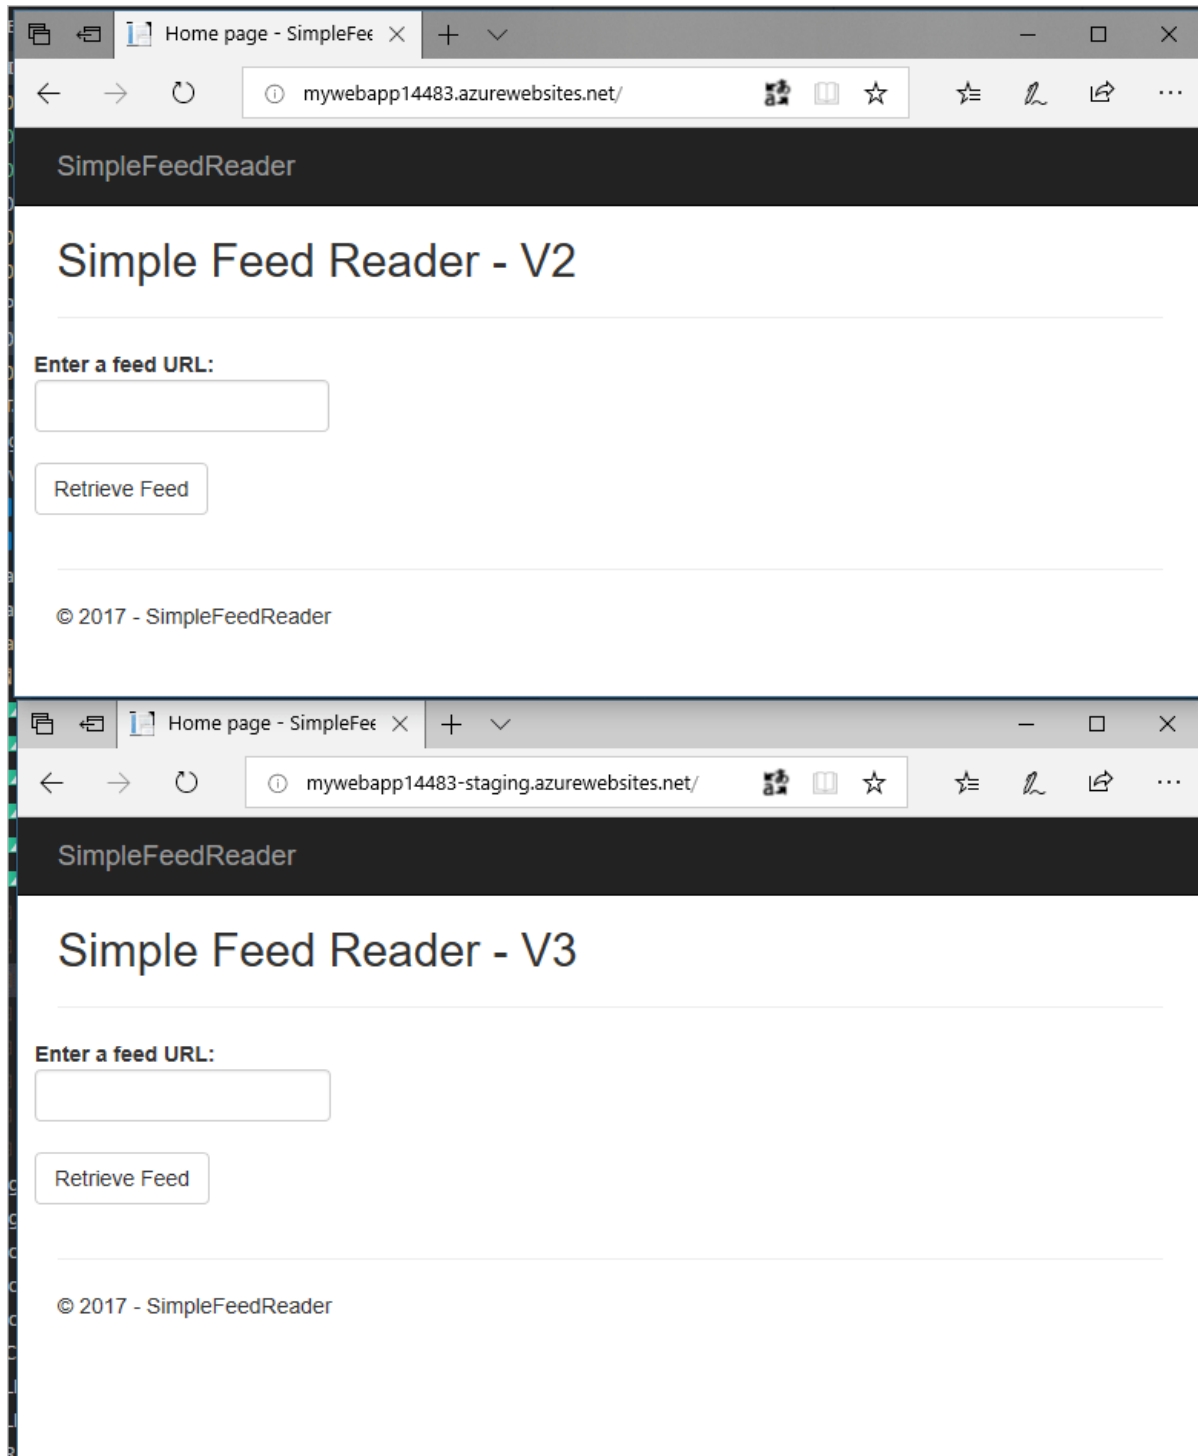 Home page - SimpleFee
mywebapp14483.azurewebsites.net/
SimpleFeedReader
Simple Feed Reader - V2
Enter a feed URL:
Retrieve Feed
© 2017 - SimpleFeedReader
Home page - SimpleFee
mywebapp14483-staging.azurewebsites.net/
SimpleFeedReader
Simple Feed Reader - V3
Enter a feed URL:
Retrieve Feed
© 2017 - SimpleFeedReader